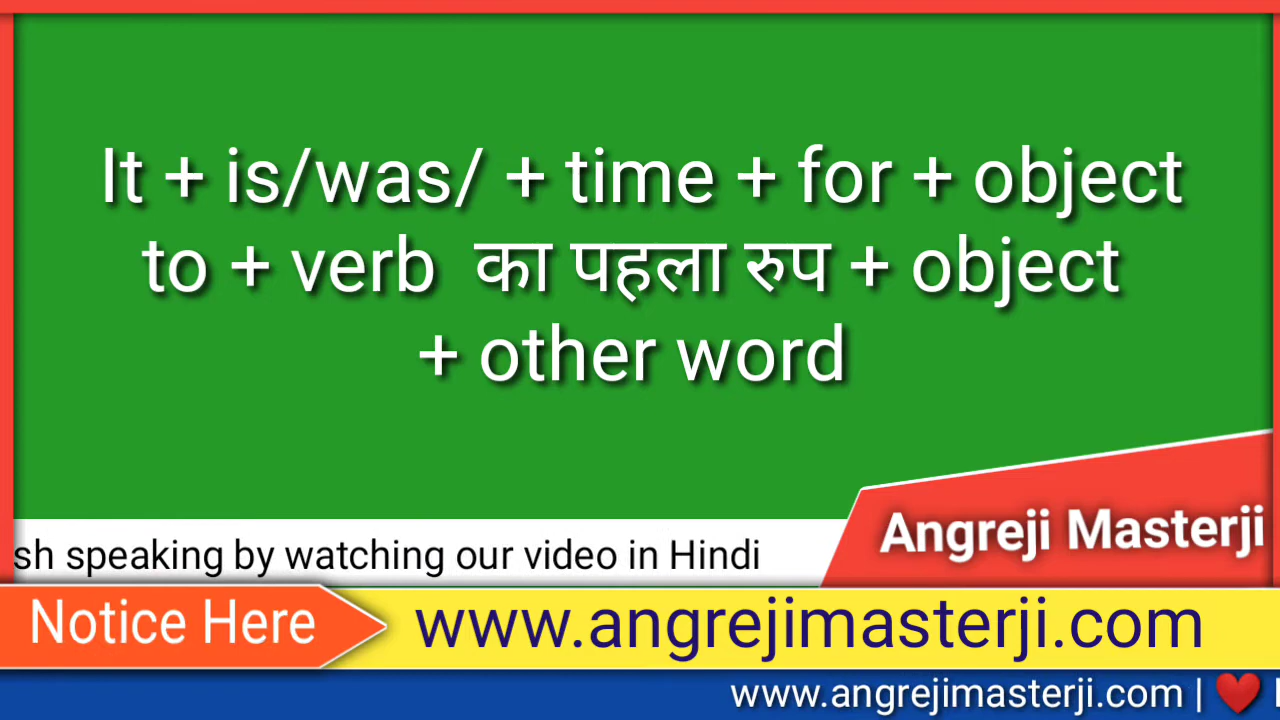 It + is/was/ + time + for + object
to + verb का पहला रुप + object
+ other word
Angreji Masterji
sh speaking by watching our video in Hindi
Notice Here
www.angrejimasterji.com
www.angrejimasterji.com | ❤️